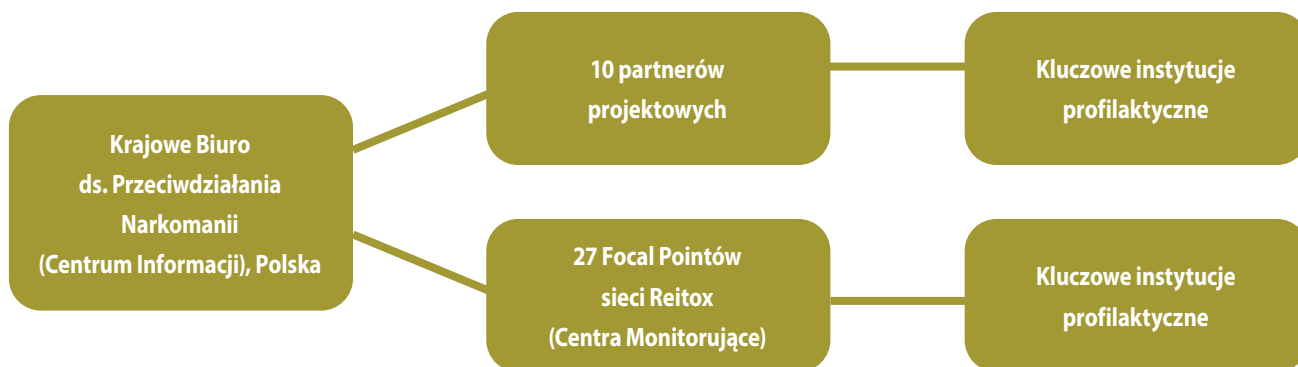 Krajowe Biuro
ds. Przeciwdziałania
Narkomanii
(Centrum Informacji), Polska
10 partnerów
projektowych
Kluczowe instytucje
profilaktyczne
27 Focal Pointów
sieci Reitox
(Centra Monitorujące)
Kluczowe instytucje
profilaktyczne